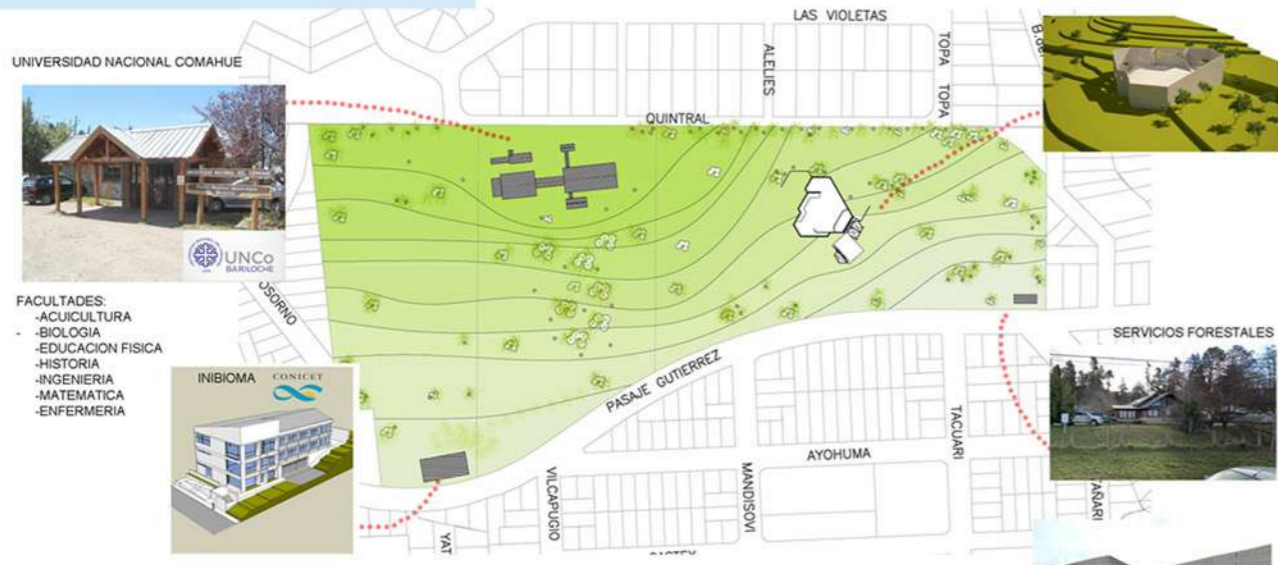 LAS VIOLETAS
UNIVERSIDAD NACIONAL COMAHUE
ALELIES
TOPA TOPA
QUINTRAL
UNCo
BARILOCHE
OSORNO
FACULTADES:
-ACUICULTURA
- -BIOLOGIA
-EDUCACION FISICA
-HISTORIA
-INGENIERIA
-MATEMATICA
-ENFERMERIA
INIBIOMA
CONICET
SERVICIOS FORESTALES
PASAJE GUTIERREZ
TACUARI
AYOHUMA
VILCAPUGIO
MANDISOVI
YAT